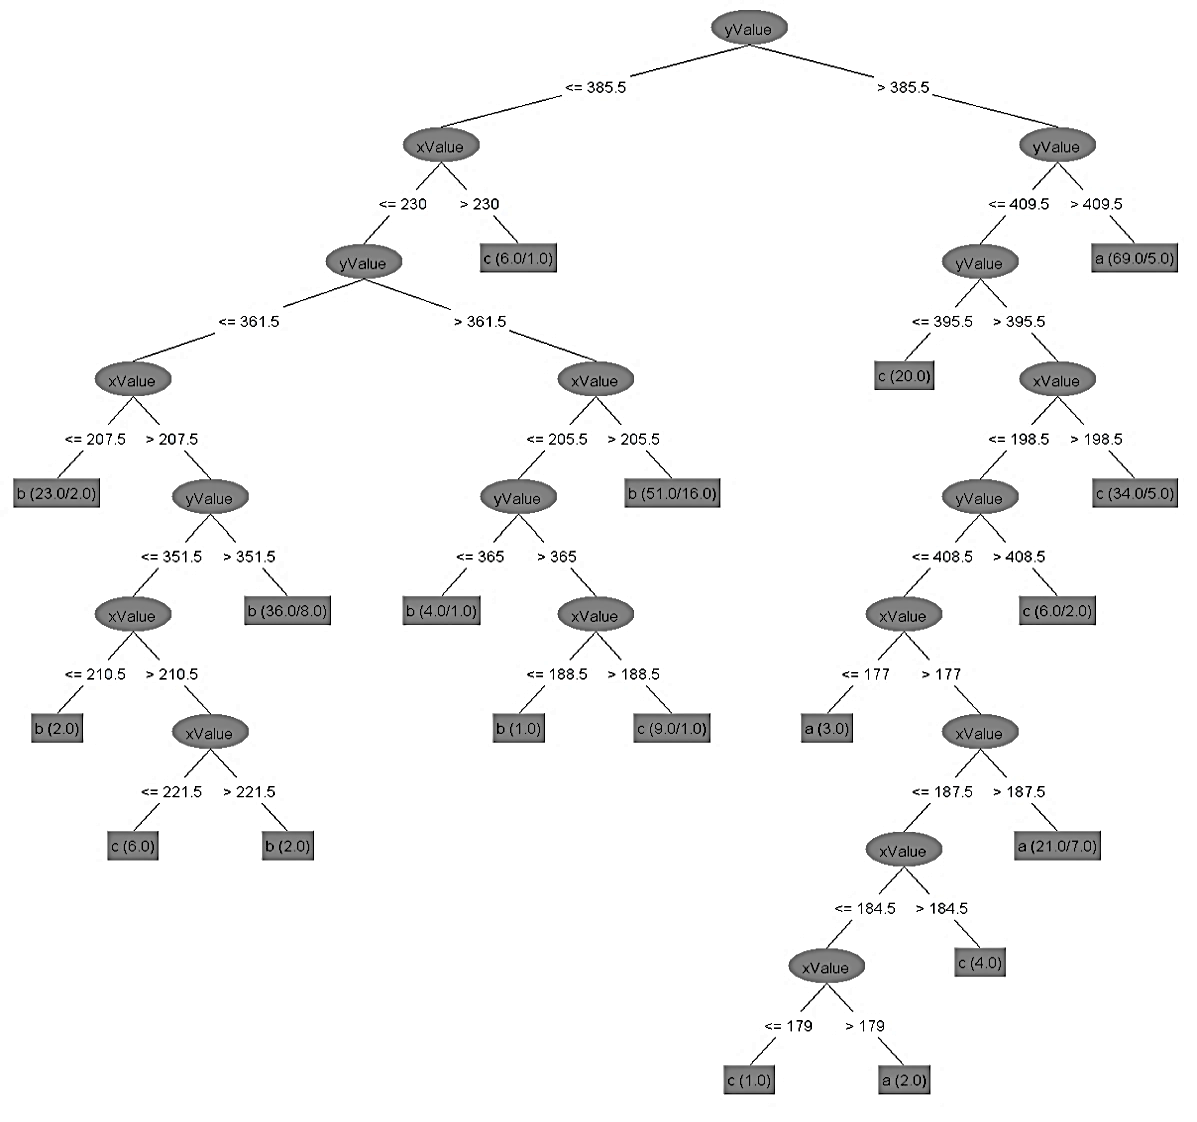 yValue
<= 385.5 > 385.5
xValue yValue
<= 230 > 230 <= 409.5 > 409.5
yValue c (6.0/1.0) yValue a (69.0/5.0)
<= 361.5 > 361.5 <= 395.5 > 395.5
xValue xValue c (20.0) xValue
<= 207.5 > 207.5 <= 205.5 > 205.5 <= 198.5 > 198.5
b (23.0/2.0) yValue yValue b (51.0/16.0) yValue c (34.0/5.0)
<= 351.5 > 351.5 <= 365 > 365 <= 408.5 > 408.5
xValue b (36.0/8.0) b (4.0/1.0) xValue xValue c (6.0/2.0)
<= 210.5 > 210.5 <= 188.5 > 188.5 <= 177 > 177
b (2.0) xValue b (1.0) c (9.0/1.0) a (3.0) xValue
<= 221.5 > 221.5 <= 187.5 > 187.5
c (6.0) b (2.0) xValue a (21.0/7.0)
<= 184.5 > 184.5
xValue c (4.0)
<= 179 > 179
c (1.0) a (2.0)